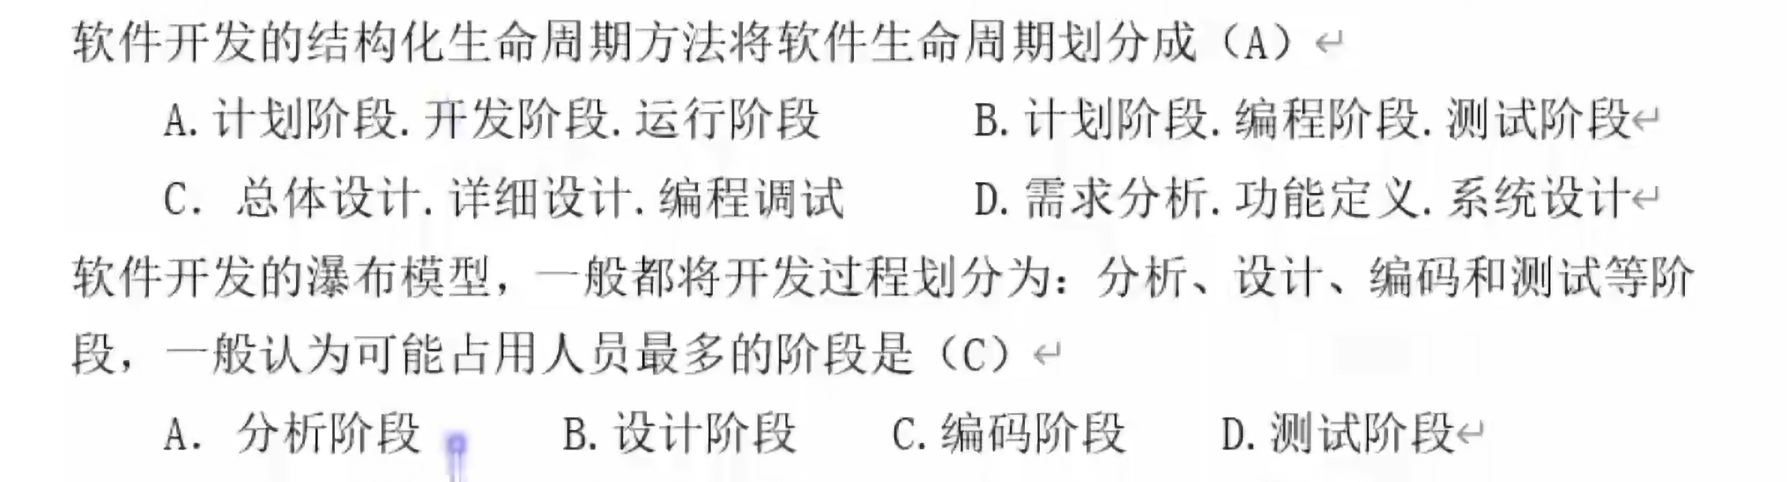 软件开发的结构化生命周期方法将软件生命周期划分成（A）↵
A. 计划阶段. 开发阶段. 运行阶段 B. 计划阶段. 编程阶段. 测试阶段↵
C. 总体设计. 详细设计. 编程调试 D. 需求分析. 功能定义. 系统设计↵
软件开发的瀑布模型，一般都将开发过程划分为：分析、设计、编码和测试等阶
段，一般认为可能占用人员最多的阶段是（C）↵
A. 分析阶段 B. 设计阶段 C. 编码阶段 D. 测试阶段↵